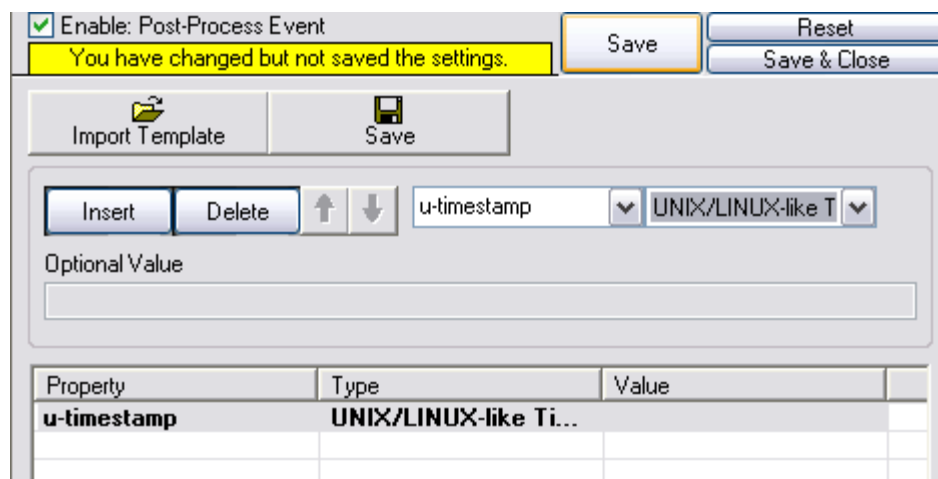 Enable: Post-Process Event
You have changed but not saved the settings.
Save
Reset
Save & Close
Import Template
Save
Insert
Delete
u-timestamp
UNIX/LINUX-like T
Optional Value
Property Type Value
u-timestamp UNIX/LINUX-like Ti...